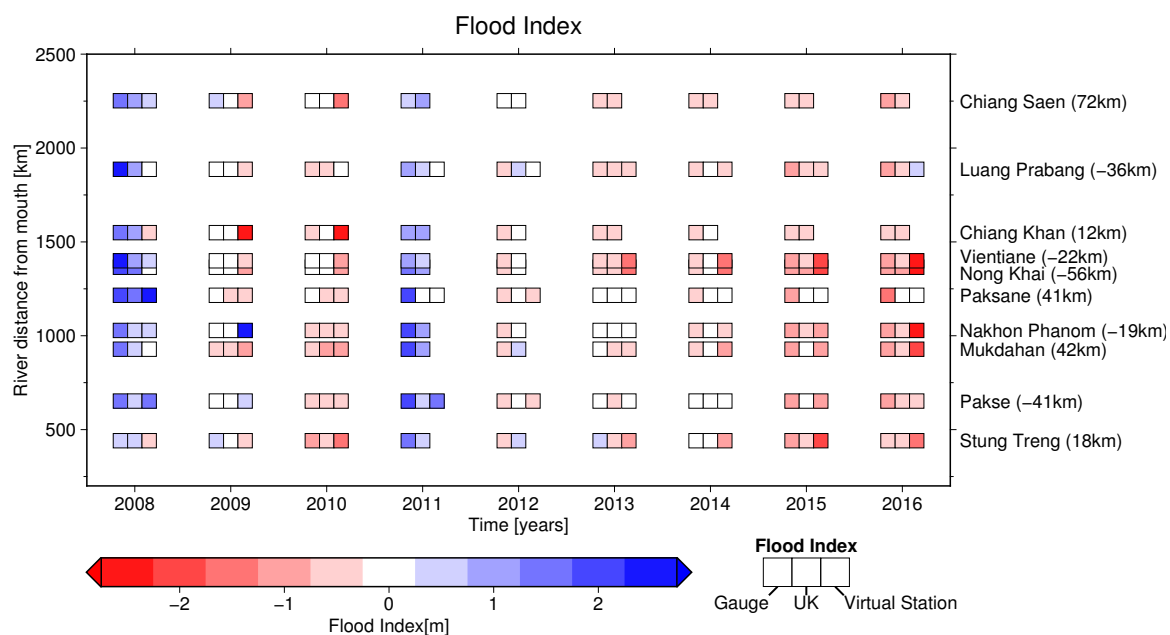 Flood Index
2500
2000
1500
1000
500
River distance from mouth [km]
Chiang Saen (72km)
Luang Prabang (−36km)
Chiang Khan (12km)
Vientiane (−22km)
Nong Khai (−56km)
Paksane (41km)
Nakhon Phanom (−19km)
Mukdahan (42km)
Pakse (−41km)
Stung Treng (18km)
2008 2009 2010 2011 2012 2013 2014 2015 2016
Time [years]
−2 −1 0 1 2
Flood Index[m]
Flood Index
Gauge UK Virtual Station